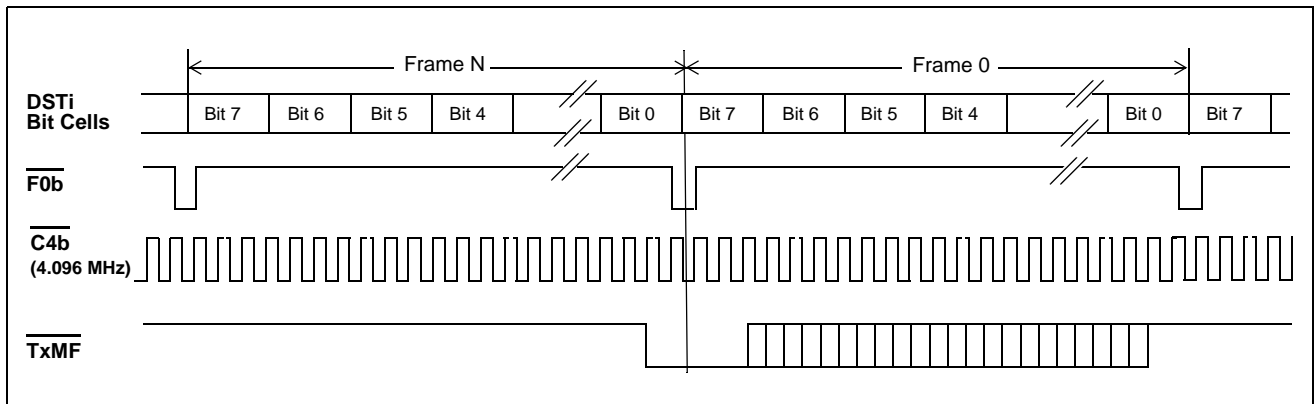 Frame N Frame 0
DSTi
Bit Cells
Bit 7 Bit 6 Bit 5 Bit 4 Bit 0 Bit 7 Bit 6 Bit 5 Bit 4 Bit 0 Bit 7
F0b
C4b
(4.096 MHz)
TxMF